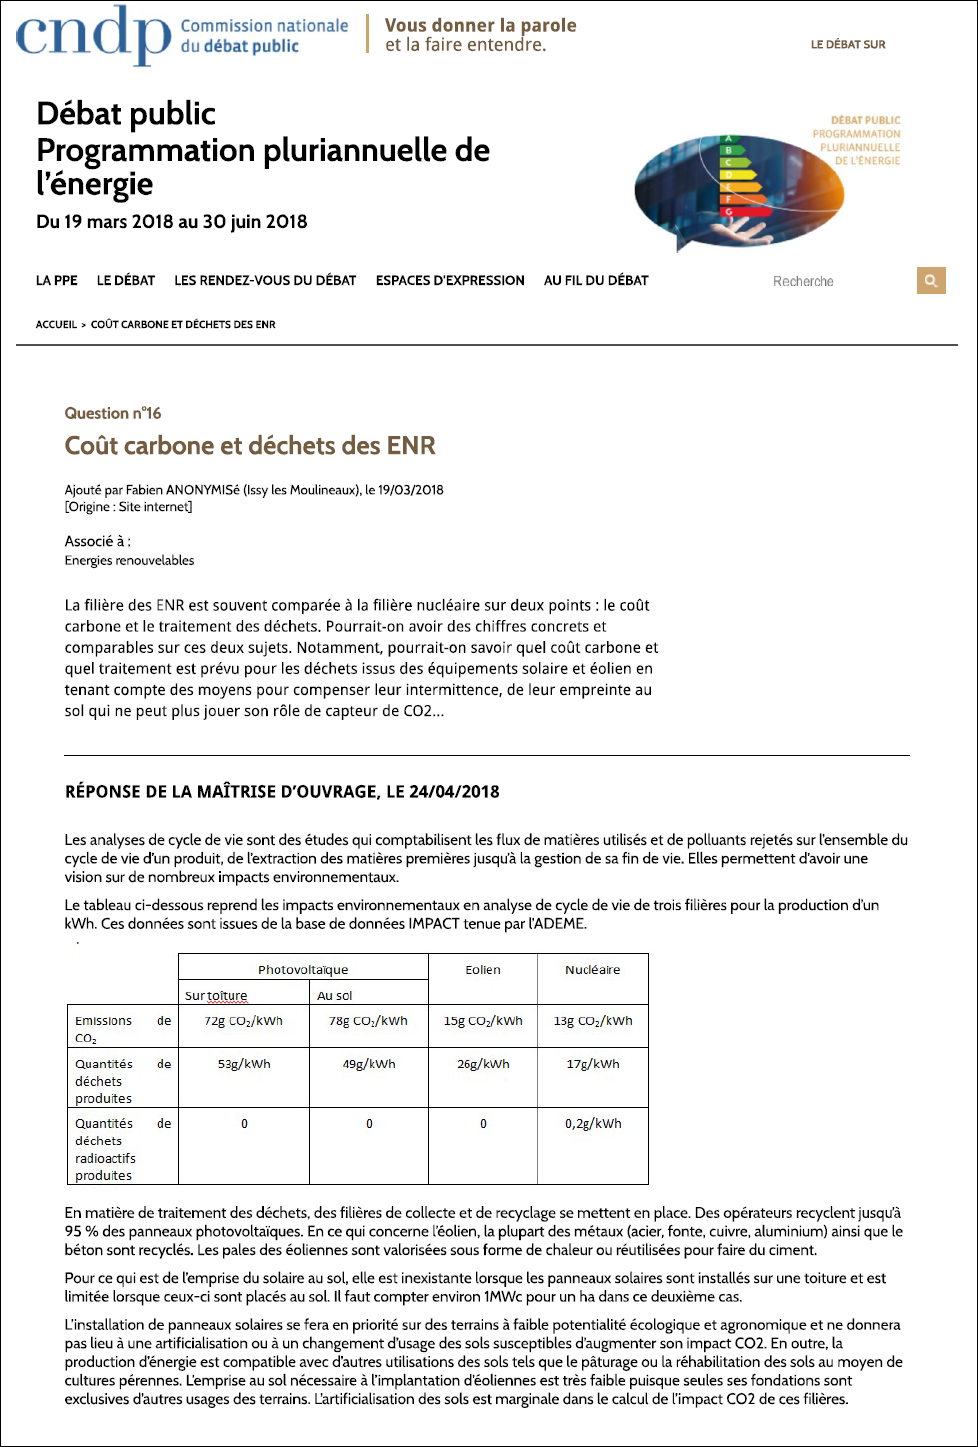 cndp Commission nationale du débat public
Vous donner la parole
et la faire entendre.
LE DÉBAT SUR
Débat public
Programmation pluriannuelle de
l'énergie
Du 19 mars 2018 au 30 juin 2018
DÉBAT PUBLIC
PROGRAMMATION
PLURIANNUELLE
DE L'ÉNERGIE
A
B
C
D
E
F
G
LA PPE LE DÉBAT LES RENDEZ-VOUS DU DÉBAT ESPACES D'EXPRESSION AU FIL DU DÉBAT Recherche
ACCUEIL > COÛT CARBONE ET DÉCHETS DES ENR
Question n°16
Coût carbone et déchets des ENR
Ajouté par Fabien ANONYMISé (Issy les Moulineaux), le 19/03/2018
[Origine : Site internet]
Associé à :
Energies renouvelables
La filière des ENR est souvent comparée à la filière nucléaire sur deux points : le coût
carbone et le traitement des déchets. Pourrait-on avoir des chiffres concrets et
comparables sur ces deux sujets. Notamment, pourrait-on savoir quel coût carbone et
quel traitement est prévu pour les déchets issus des équipements solaire et éolien en
tenant compte des moyens pour compenser leur intermittence, de leur empreinte au
sol qui ne peut plus jouer son rôle de capteur de CO2...
RÉPONSE DE LA MAÎTRISE D'OUVRAGE, LE 24/04/2018
Les analyses de cycle de vie sont des études qui comptabilisent les flux de matières utilisés et de polluants rejetés sur l'ensemble du
cycle de vie d'un produit, de l'extraction des matières premières jusqu'à la gestion de sa fin de vie. Elles permettent d'avoir une
vision sur de nombreux impacts environnementaux.
Le tableau ci-dessous reprend les impacts environnementaux en analyse de cycle de vie de trois filières pour la production d'un
kWh. Ces données sont issues de la base de données IMPACT tenue par l'ADEME.
.
Photovoltaïque Eolien Nucléaire
Sur toîture Au sol
Emissions de CO₂ 72g CO₂/kWh 78g CO₂/kWh 15g CO₂/kWh 13g CO₂/kWh
Quantités de déchets produites 53g/kWh 49g/kWh 26g/kWh 17g/kWh
Quantités de déchets radioactifs produites 0 0 0 0,2g/kWh
En matière de traitement des déchets, des filières de collecte et de recyclage se mettent en place. Des opérateurs recyclent jusqu'à
95 % des panneaux photovoltaïques. En ce qui concerne l'éolien, la plupart des métaux (acier, fonte, cuivre, aluminium) ainsi que le
béton sont recyclés. Les pales des éoliennes sont valorisées sous forme de chaleur ou réutilisées pour faire du ciment.
Pour ce qui est de l'emprise du solaire au sol, elle est inexistante lorsque les panneaux solaires sont installés sur une toiture et est
limitée lorsque ceux-ci sont placés au sol. Il faut compter environ 1MWc pour un ha dans ce deuxième cas.
L'installation de panneaux solaires se fera en priorité sur des terrains à faible potentialité écologique et agronomique et ne donnera
pas lieu à une artificialisation ou à un changement d'usage des sols susceptibles d'augmenter son impact CO2. En outre, la
production d'énergie est compatible avec d'autres utilisations des sols tels que le pâturage ou la réhabilitation des sols au moyen de
cultures pérennes. L'emprise au sol nécessaire à l'implantation d'éoliennes est très faible puisque seules ses fondations sont
exclusives d'autres usages des terrains. L'artificialisation des sols est marginale dans le calcul de l'impact CO2 de ces filières.